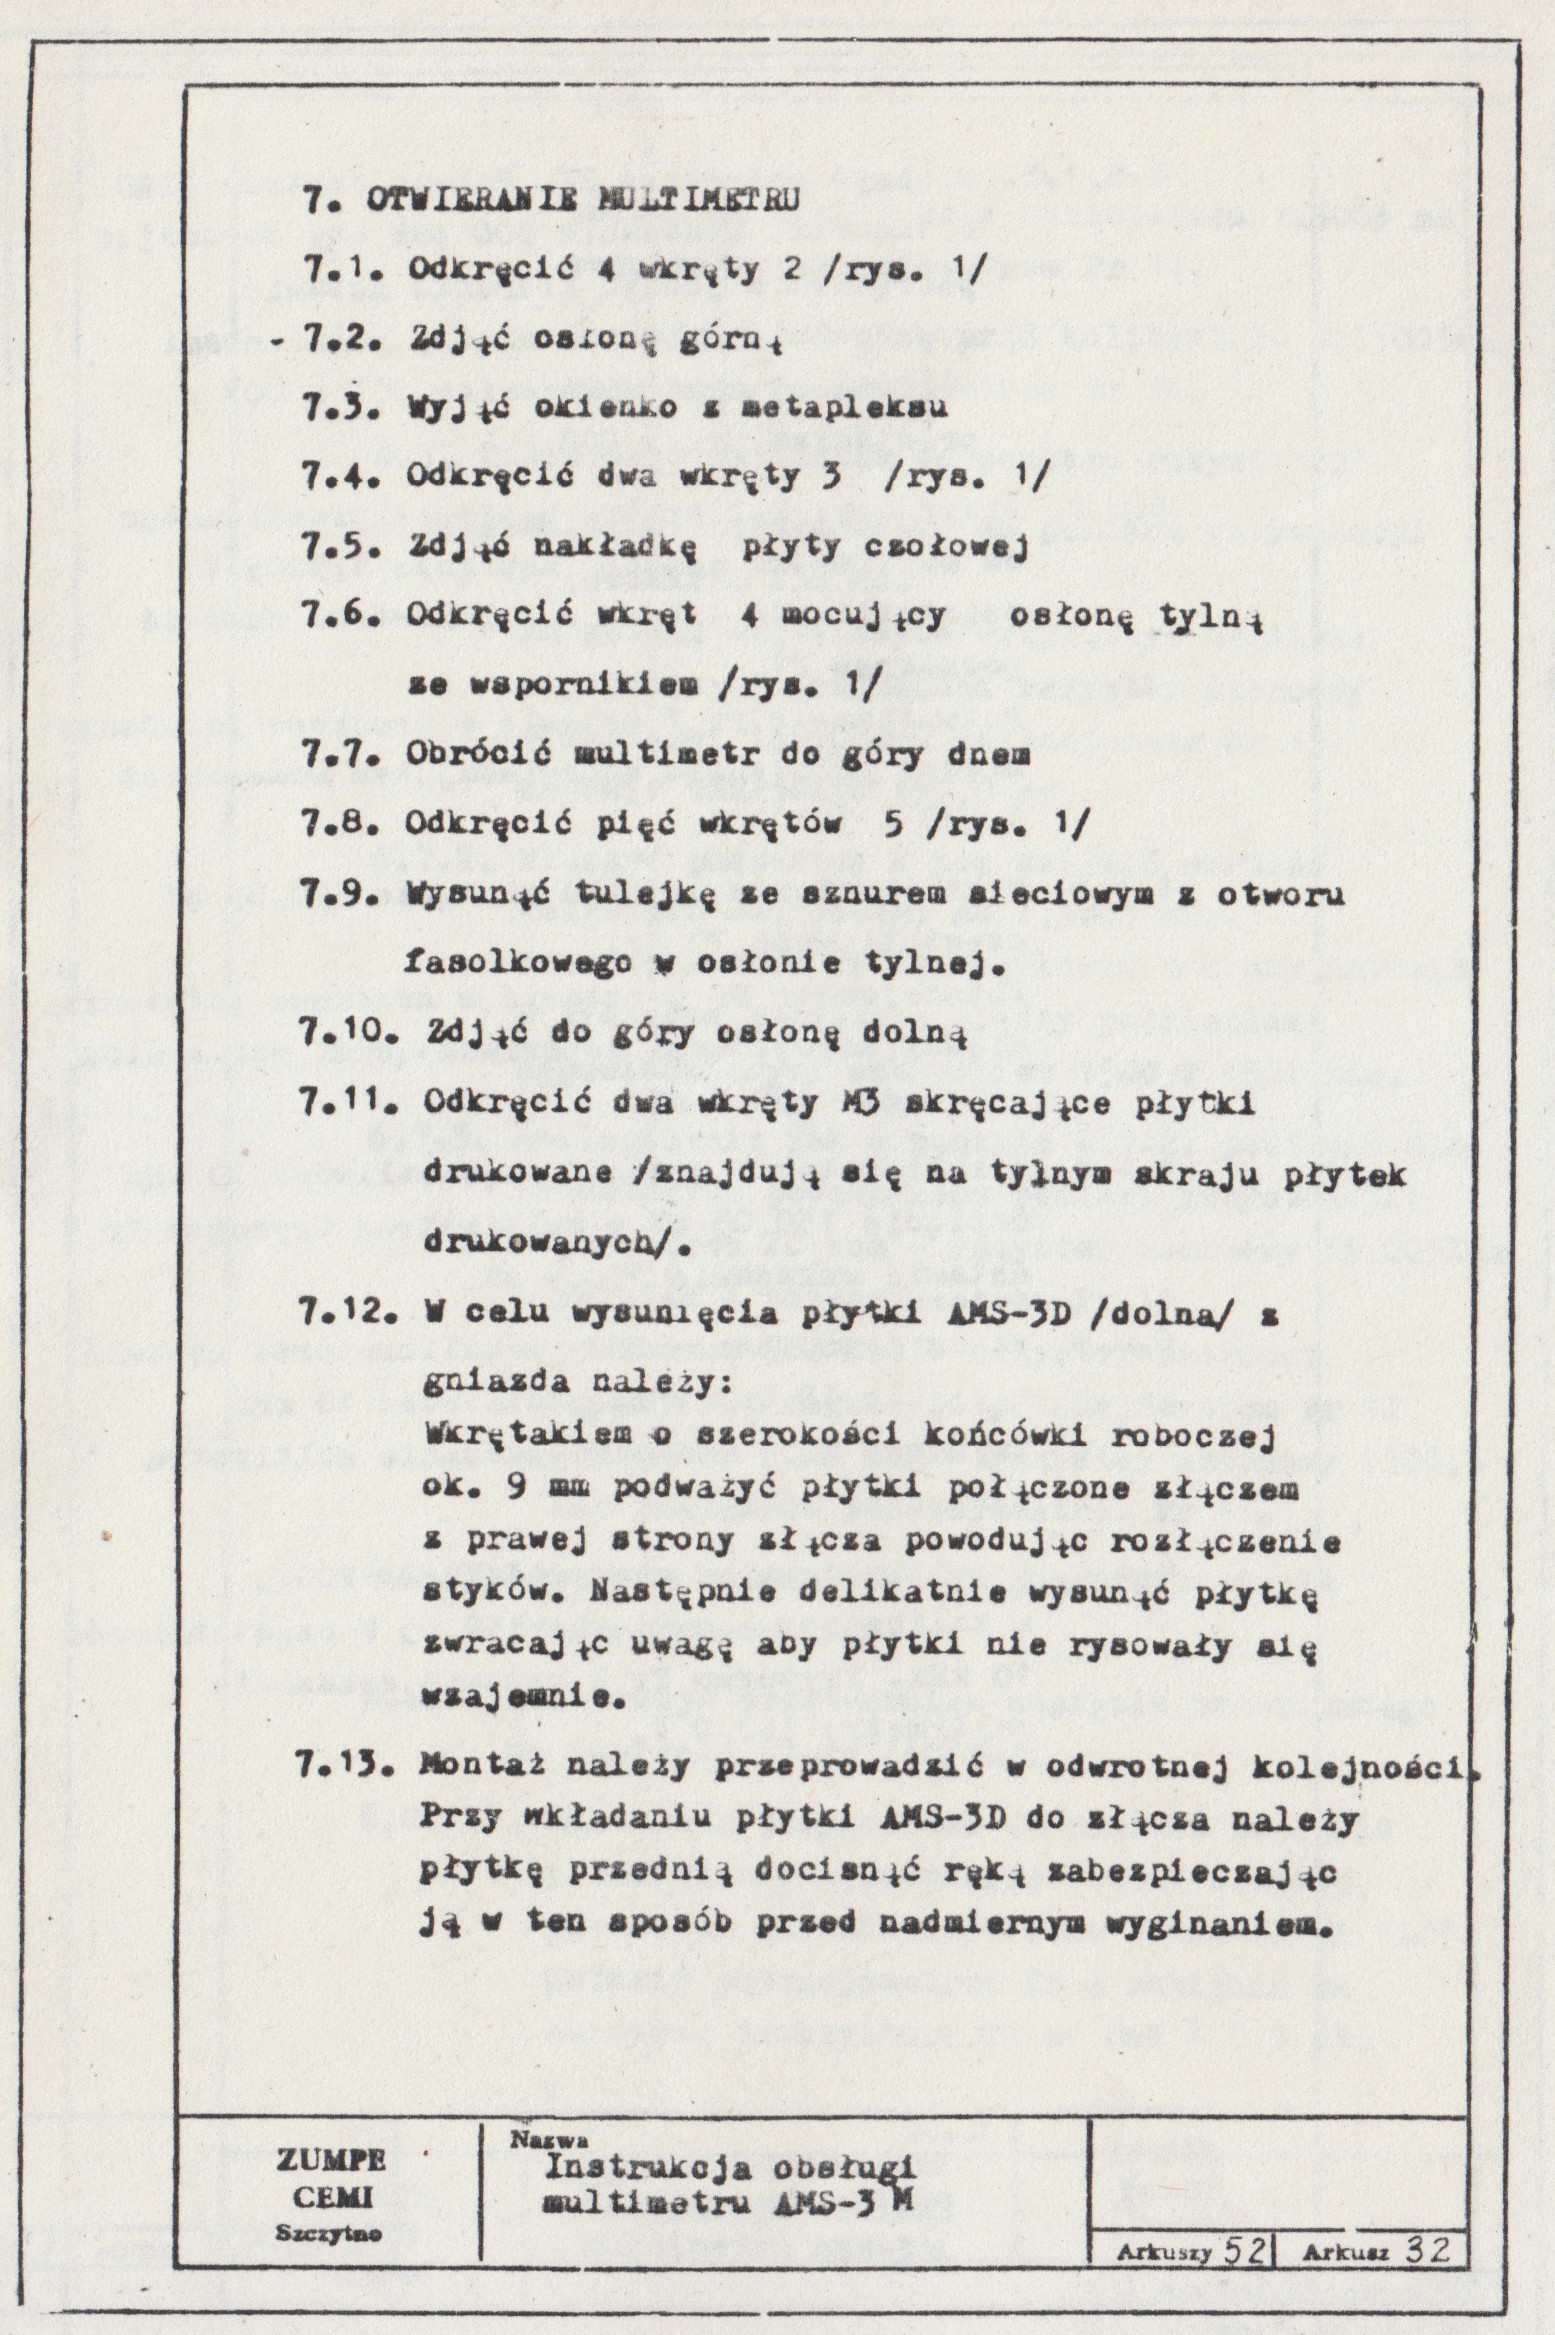 7. OTWIERANIE MULTIMETRU
7.1. Odkręcić 4 wkręty 2 /rys. 1/
- 7.2. Zdjąć osłonę górną
7.3. Wyjąć okienko z metapleksu
7.4. Odkręcić dwa wkręty 3 /rys. 1/
7.5. Zdjąć nakładkę płyty czołowej
7.6. Odkręcić wkręt 4 mocujący osłonę tylną
ze wspornikiem /rys. 1/
7.7. Obrócić multimetr do góry dnem
7.8. Odkręcić pięć wkrętów 5 /rys. 1/
7.9. Wysunąć tulejkę ze sznurem sieciowym z otworu
fasolkowego w osłonie tylnej.
7.10. Zdjąć do góry osłonę dolną
7.11. Odkręcić dwa wkręty M3 skręcające płytki
drukowane /znajdują się na tylnym skraju płytek
drukowanych/.
7.12. W celu wysunięcia płytki AMS-3D /dolna/ z
gniazda należy:
Wkrętakiem o szerokości końcówki roboczej
ok. 9 mm podważyć płytki połączone złączem
z prawej strony złącza powodując rozłączenie
styków. Następnie delikatnie wysunąć płytkę
zwracając uwagę aby płytki nie rysowały się
wzajemnie.
7.13. Montaż należy przeprowadzić w odwrotnej kolejności.
Przy wkładaniu płytki AMS-3D do złącza należy
płytkę przednią docisnąć ręką zabezpieczając
ją w ten sposób przed nadmiernym wyginaniem.
ZUMPE
CEMI
Szczytno
Nazwa
Instrukcja obsługi
multimetru AMS-3 M
Arkuszy 52
Arkusz 32